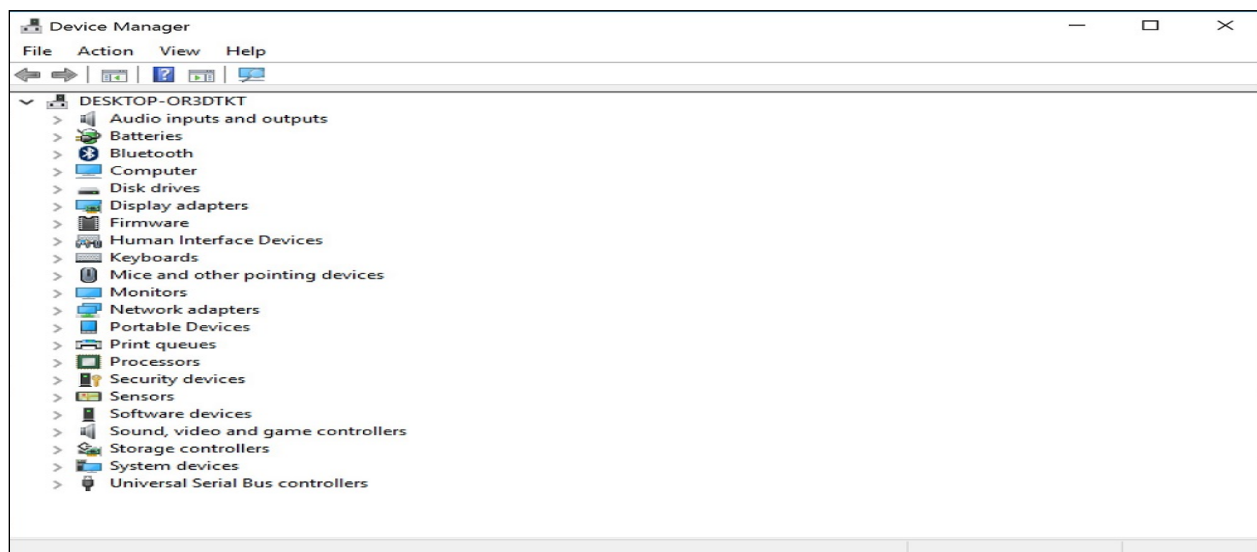 Device Manager
File Action View Help
DESKTOP-OR3DTKT
Audio inputs and outputs
Batteries
Bluetooth
Computer
Disk drives
Display adapters
Firmware
Human Interface Devices
Keyboards
Mice and other pointing devices
Monitors
Network adapters
Portable Devices
Print queues
Processors
Security devices
Sensors
Software devices
Sound, video and game controllers
Storage controllers
System devices
Universal Serial Bus controllers